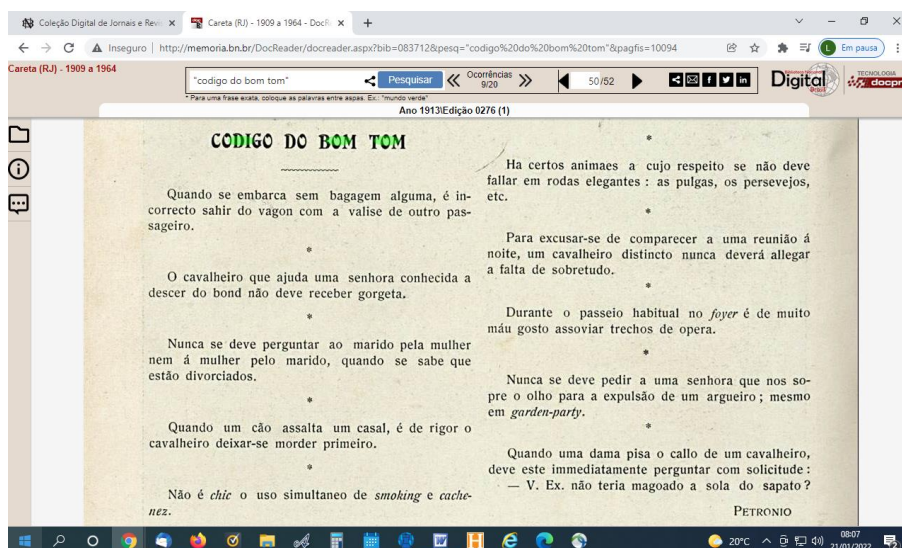 Coleção Digital de Jornais e Revi
Careta (RJ) - 1909 a 1964 - DocR
Inseguro
http://memoria.bn.br/DocReader/docreader.aspx?bib=083712&pesq="codigo%20do%20bom%20tom"&pagfis=10094
L
Em pausa
Careta (RJ) - 1909 a 1964
"codigo do bom tom"
Pesquisar
Ocorrências
9/20
50/52
Digital
TECNOLOGIA
docpr
* Para uma frase exata, coloque as palavras entre aspas. Ex.: "mundo verde"
Ano 1913\Edição 0276 (1)
CODIGO DO BOM TOM
Quando se embarca sem bagagem alguma, é in-
correcto sahir do vagon com a valise de outro pas-
sageiro.
*
O cavalheiro que ajuda uma senhora conhecida a
descer do bond não deve receber gorgeta.
*
Nunca se deve perguntar ao marido pela mulher
nem á mulher pelo marido, quando se sabe que
estão divorciados.
*
Quando um cão assalta um casal, é de rigor o
cavalheiro deixar-se morder primeiro.
*
Não é chic o uso simultaneo de smoking e cache-
nez.
*
Ha certos animaes a cujo respeito se não deve
fallar em rodas elegantes : as pulgas, os persevejos,
etc.
*
Para excusar-se de comparecer a uma reunião á
noite, um cavalheiro distincto nunca deverá allegar
a falta de sobretudo.
*
Durante o passeio habitual no foyer é de muito
máu gosto assoviar trechos de opera.
*
Nunca se deve pedir a uma senhora que nos so-
pre o olho para a expulsão de um argueiro ; mesmo
em garden-party.
*
Quando uma dama pisa o callo de um cavalheiro,
deve este immediatamente perguntar com solicitude :
— V. Ex. não teria magoado a sola do sapato ?
PETRONIO
20°C
08:07
21/01/2022